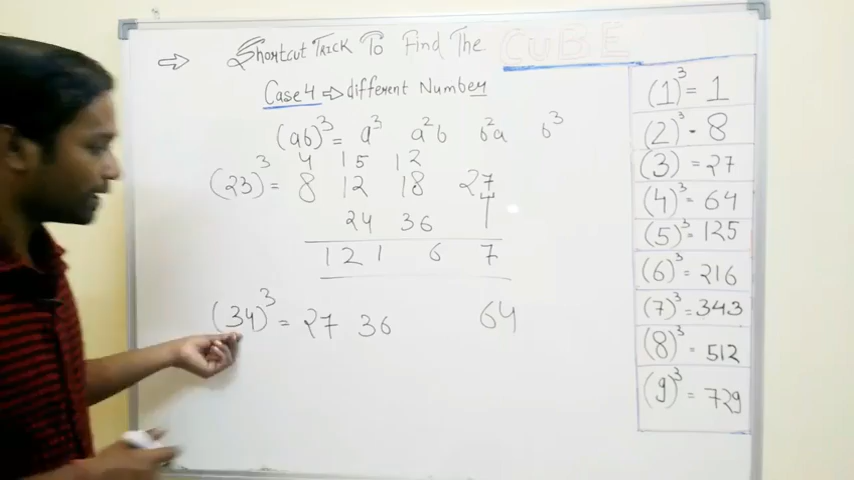 ⇨ Shortcut Trick To Find The CUBE
Case 4 ⇨ different Number
(ab)³ = a³ a²b b²a b³
4 15 12
(23)³ = 8 12 18 27
24 36
12 1 6 7
(34)³ = 27 36 64
(1)³ = 1
(2)³ - 8
(3) = 27
(4)³ = 64
(5)³ = 125
(6)³ = 216
(7)³ = 343
(8)³ = 512
(9)³ = 729